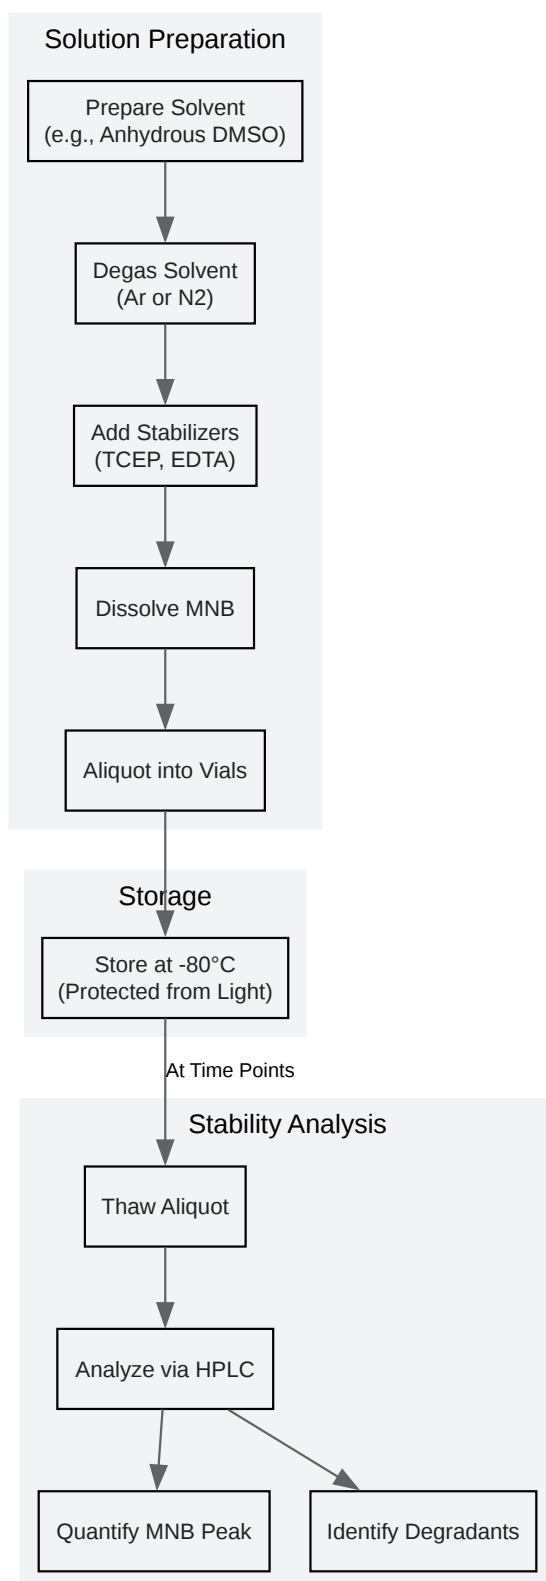 Solution Preparation
Prepare Solvent
(e.g., Anhydrous DMSO)
Degas Solvent
(Ar or N2)
Add Stabilizers
(TCEP, EDTA)
Dissolve MNB
Aliquot into Vials
Storage
Store at -80°C
(Protected from Light)
At Time Points
Stability Analysis
Thaw Aliquot
Analyze via HPLC
Quantify MNB Peak
Identify Degradants